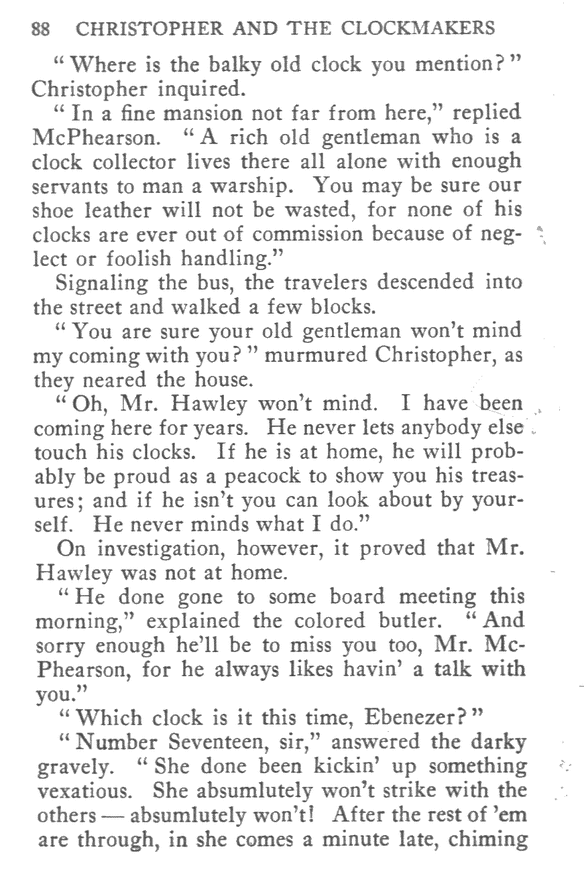 88 CHRISTOPHER AND THE CLOCKMAKERS
“ Where is the balky old clock you mention? ”
Christopher inquired.
“ In a fine mansion not far from here,” replied
McPhearson. “ A rich old gentleman who is a
clock collector lives there all alone with enough
servants to man a warship. You may be sure our
shoe leather will not be wasted, for none of his
clocks are ever out of commission because of neg-
lect or foolish handling.”
Signaling the bus, the travelers descended into
the street and walked a few blocks.
“ You are sure your old gentleman won’t mind
my coming with you? ” murmured Christopher, as
they neared the house.
“ Oh, Mr. Hawley won’t mind. I have been
coming here for years. He never lets anybody else
touch his clocks. If he is at home, he will prob-
ably be proud as a peacock to show you his treas-
ures; and if he isn’t you can look about by your-
self. He never minds what I do.”
On investigation, however, it proved that Mr.
Hawley was not at home.
“ He done gone to some board meeting this
morning,” explained the colored butler. “ And
sorry enough he’ll be to miss you too, Mr. Mc-
Phearson, for he always likes havin’ a talk with
you.”
“ Which clock is it this time, Ebenezer? ”
“ Number Seventeen, sir,” answered the darky
gravely. “ She done been kickin’ up something
vexatious. She absumlutely won’t strike with the
others — absumlutely won’t! After the rest of ’em
are through, in she comes a minute late, chiming